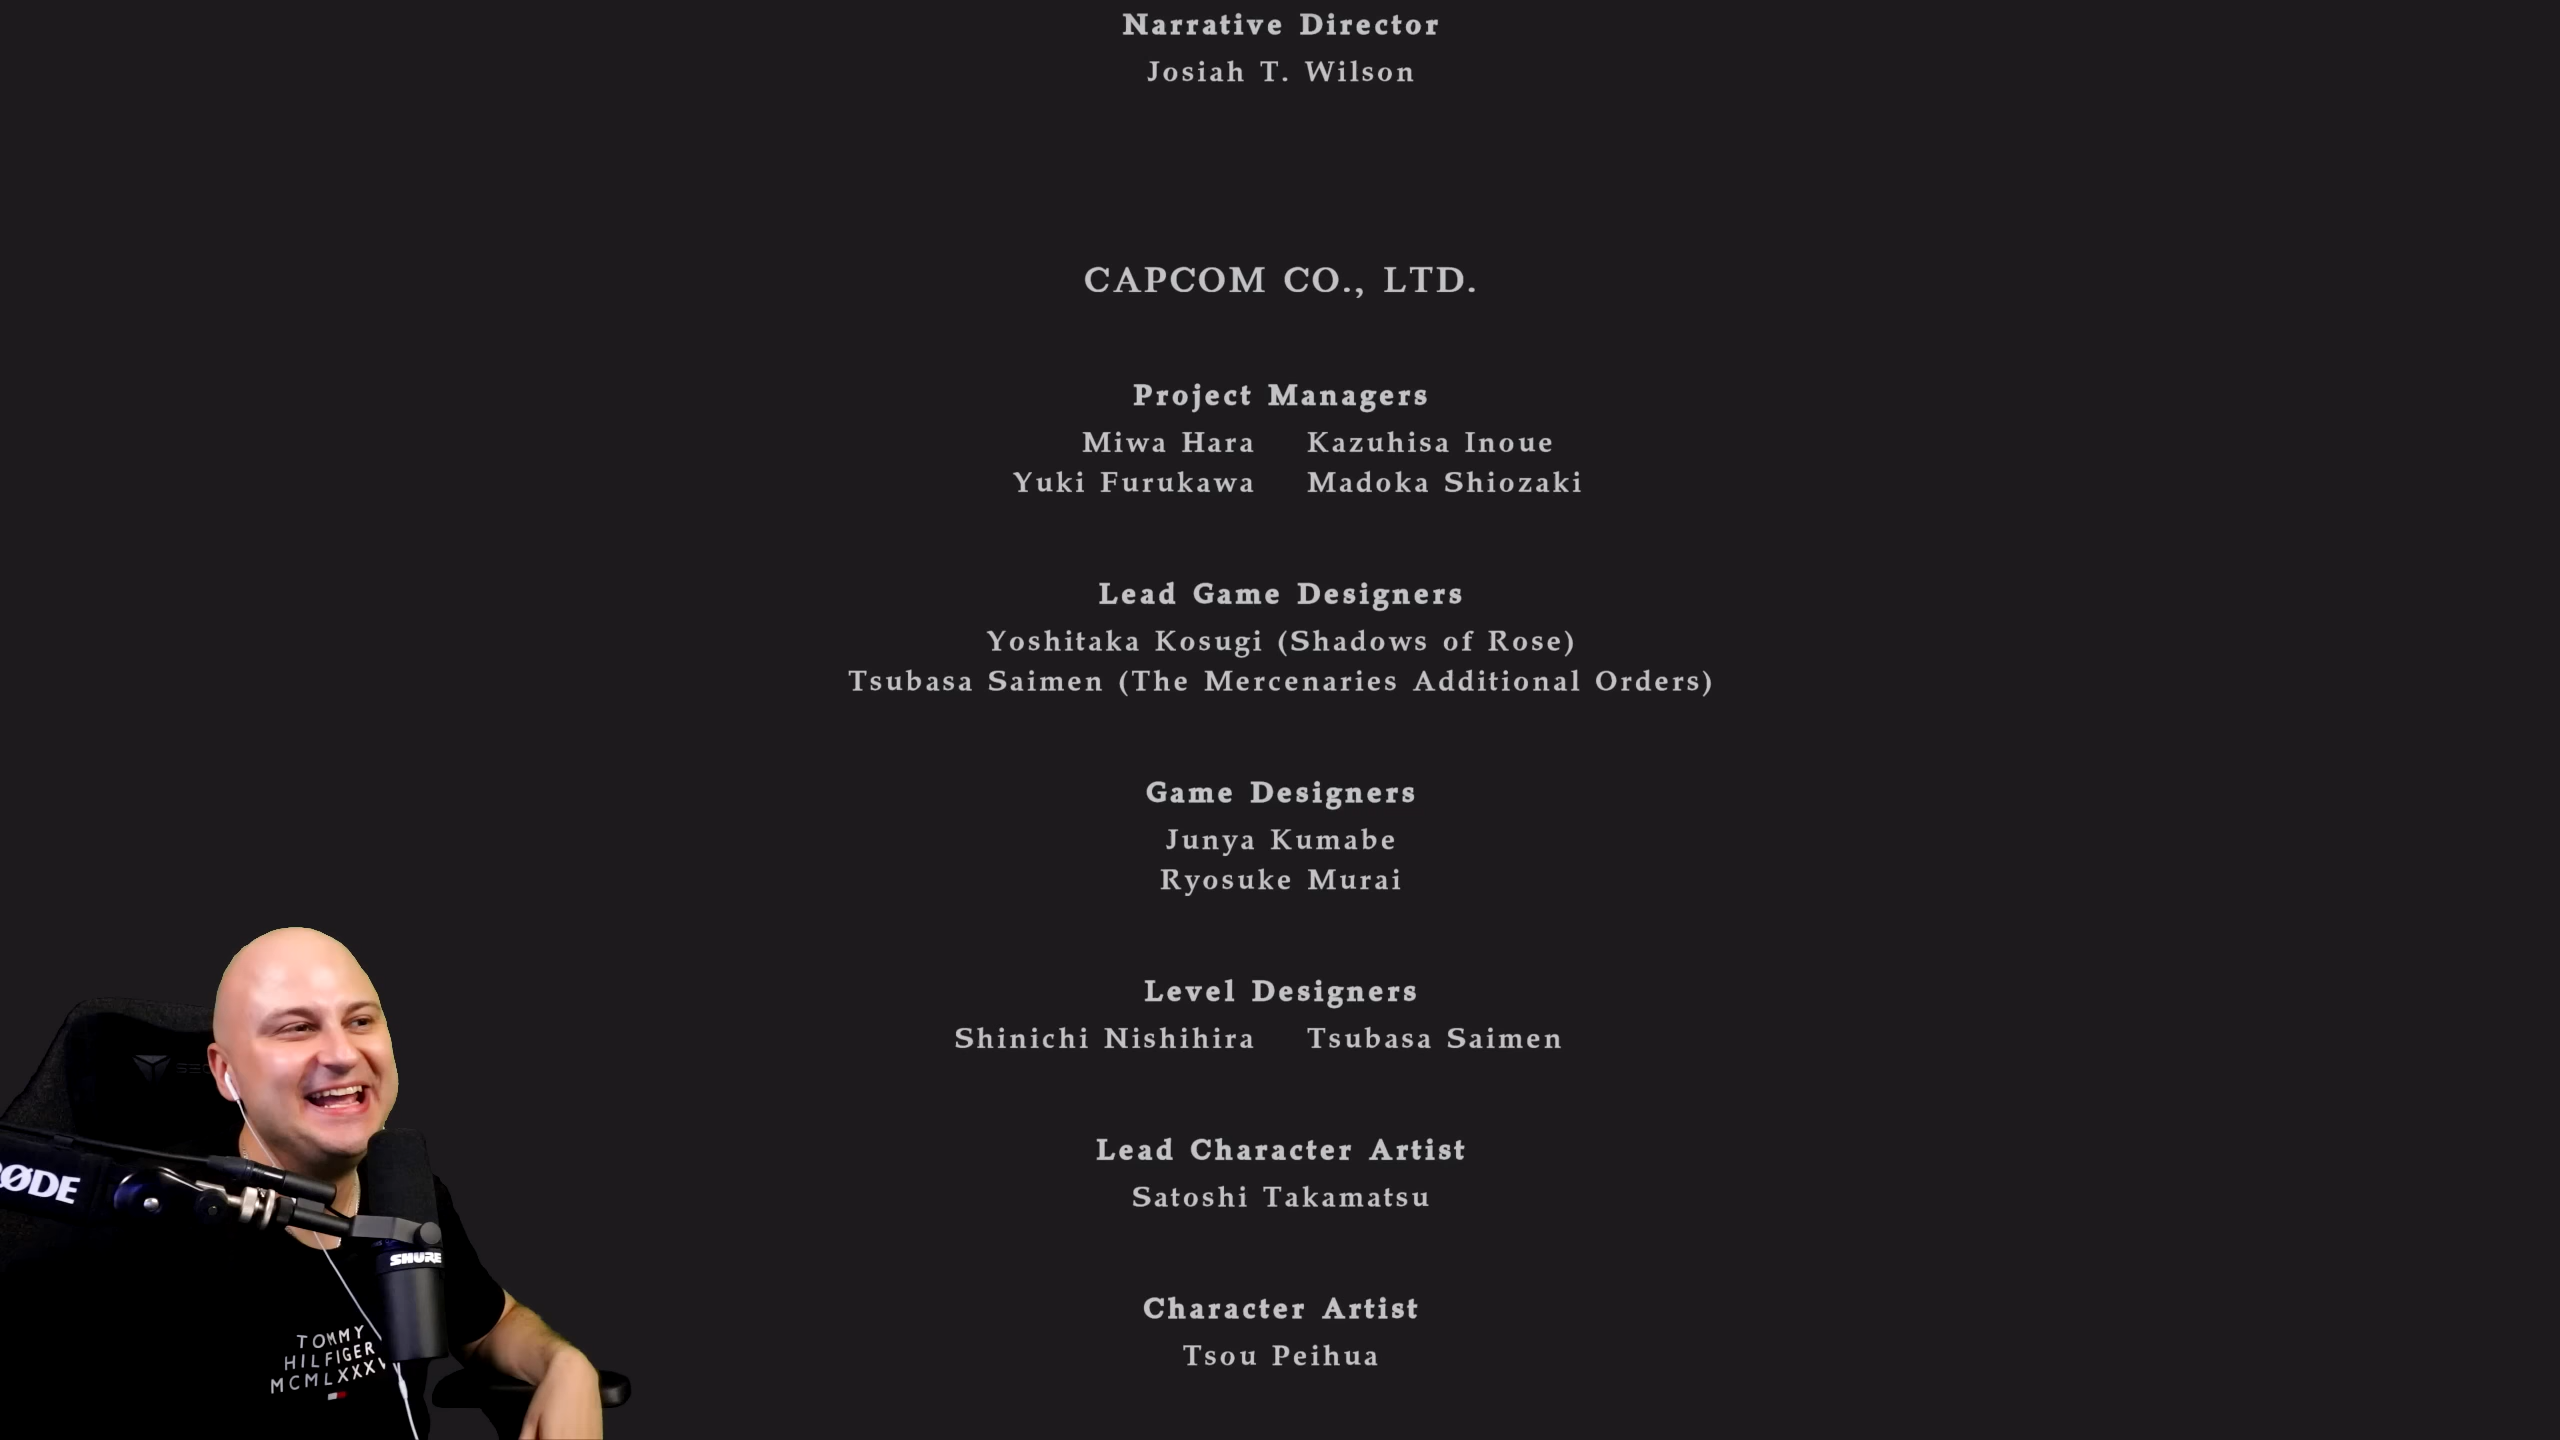 Narrative Director
Josiah T. Wilson
CAPCOM CO., LTD.
Project Managers
Miwa Hara Kazuhisa Inoue
Yuki Furukawa Madoka Shiozaki
Lead Game Designers
Yoshitaka Kosugi (Shadows of Rose)
Tsubasa Saimen (The Mercenaries Additional Orders)
Game Designers
Junya Kumabe
Ryosuke Murai
Level Designers
Shinichi Nishihira Tsubasa Saimen
Lead Character Artist
Satoshi Takamatsu
Character Artist
Tsou Peihua
ØDE
SHURE
TOMMY
HILFIGER